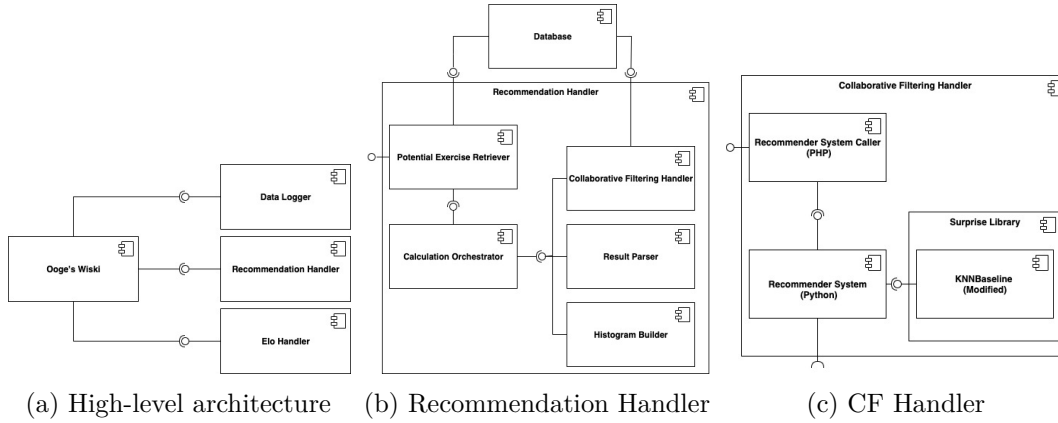 Data Logger
Ooge's Wiski
Recommendation Handler
Elo Handler
(a) High-level architecture
Database
Recommendation Handler
Potential Exercise Retriever
Collaborative Filtering Handler
Calculation Orchestrator
Result Parser
Histogram Builder
(b) Recommendation Handler
Collaborative Filtering Handler
Recommender System Caller
(PHP)
Surprise Library
Recommender System
(Python)
KNNBaseline
(Modified)
(c) CF Handler